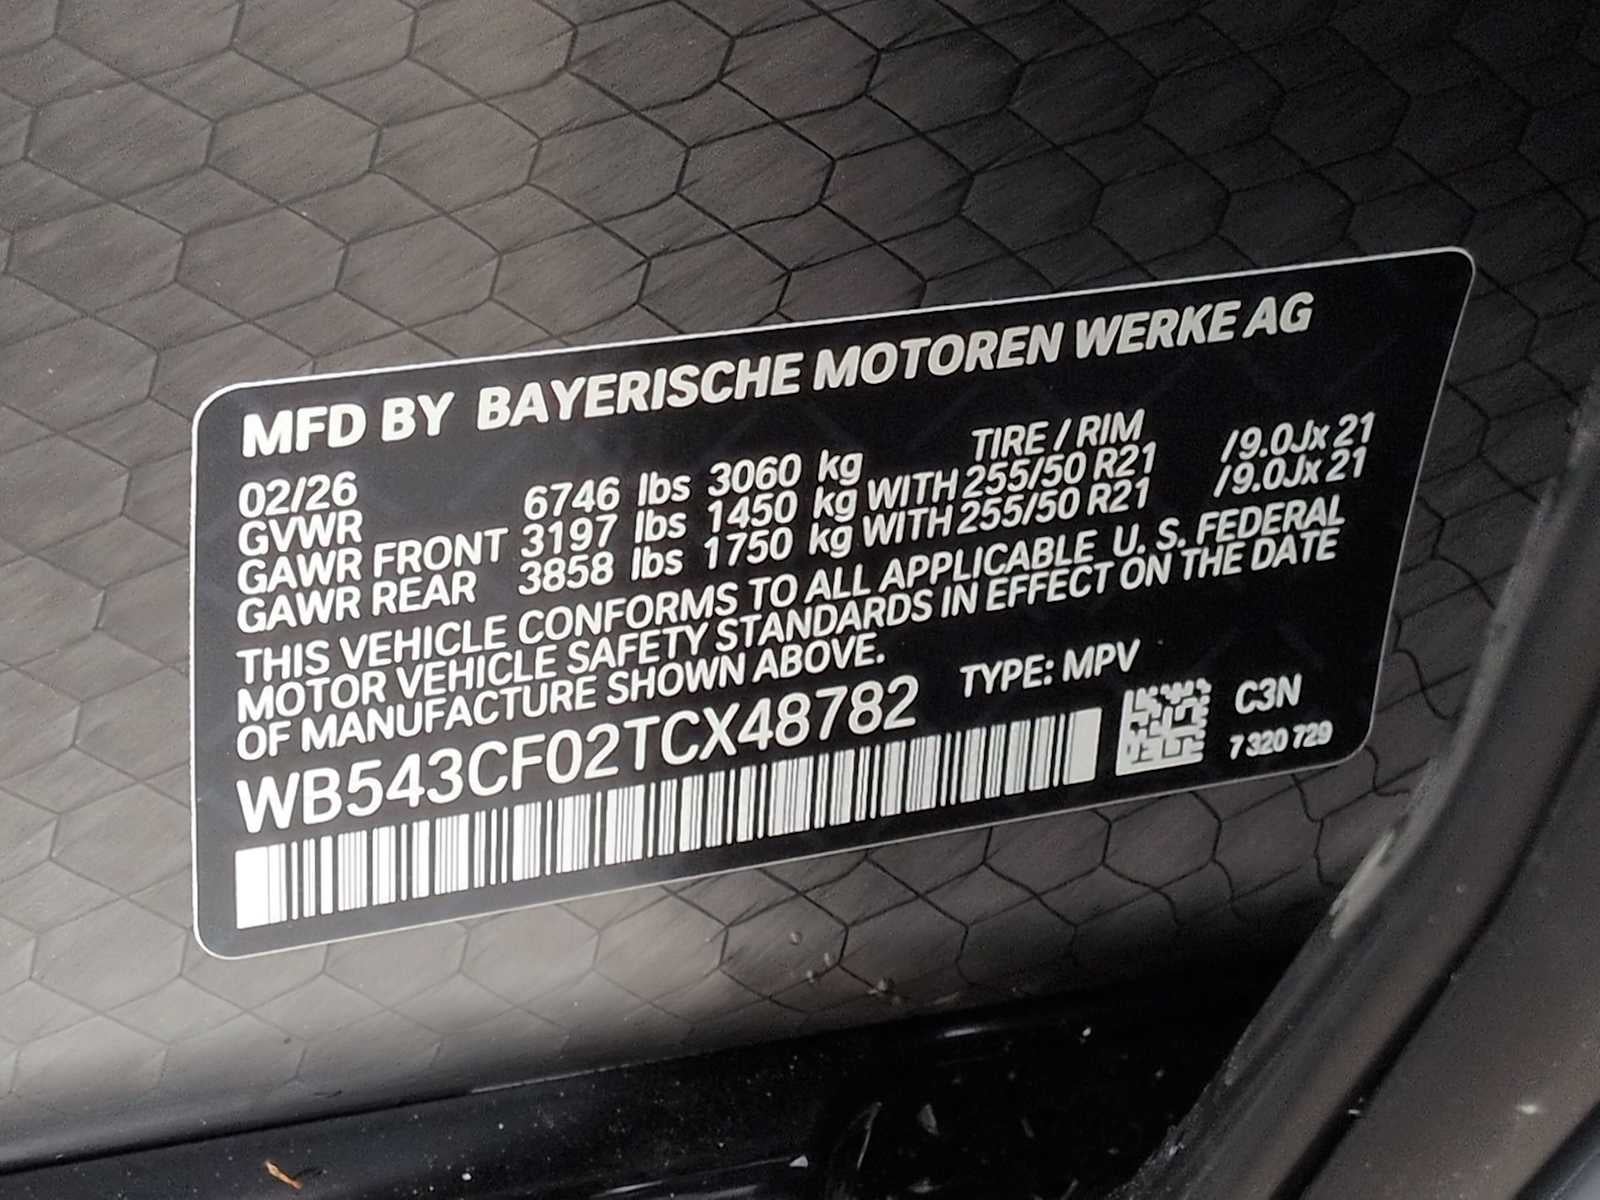 MFD BY BAYERISCHE MOTOREN WERKE AG
02/26 TIRE / RIM
GVWR 6746 lbs 3060 kg
GAWR FRONT 3197 lbs 1450 kg WITH 255/50 R21 /9.0Jx 21
GAWR REAR 3858 lbs 1750 kg WITH 255/50 R21 /9.0Jx 21
THIS VEHICLE CONFORMS TO ALL APPLICABLE U. S. FEDERAL
MOTOR VEHICLE SAFETY STANDARDS IN EFFECT ON THE DATE
OF MANUFACTURE SHOWN ABOVE.
WB543CF02TCX48782 TYPE: MPV
C3N
7 320 729